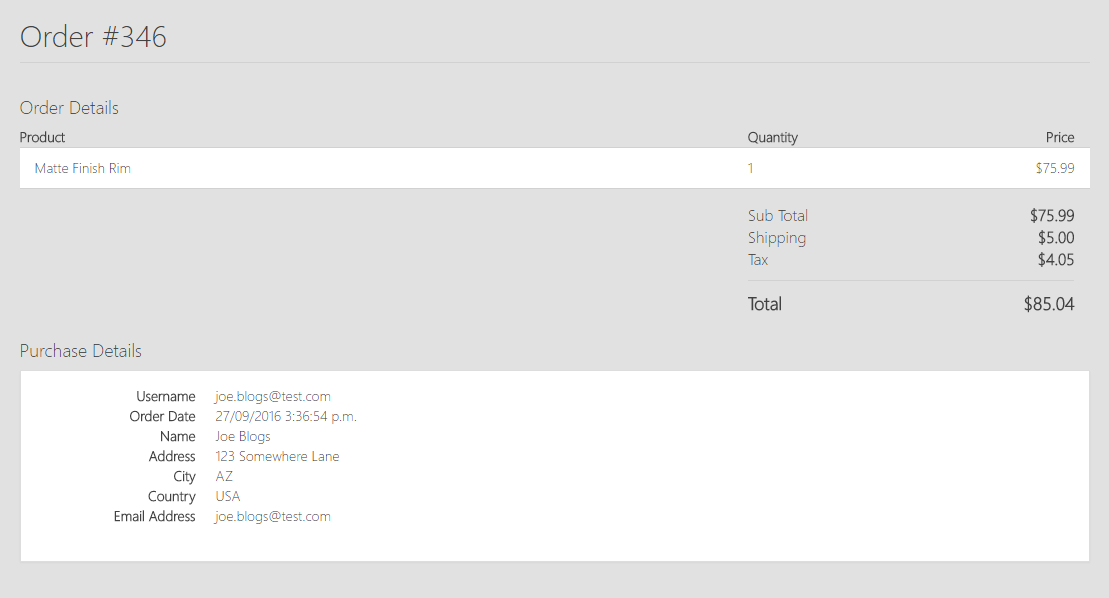 Order #346
Order Details
Product Quantity Price
Matte Finish Rim 1 $75.99
Sub Total $75.99
Shipping $5.00
Tax $4.05
Total $85.04
Purchase Details
Username joe.blogs@test.com
Order Date 27/09/2016 3:36:54 p.m.
Name Joe Blogs
Address 123 Somewhere Lane
City AZ
Country USA
Email Address joe.blogs@test.com